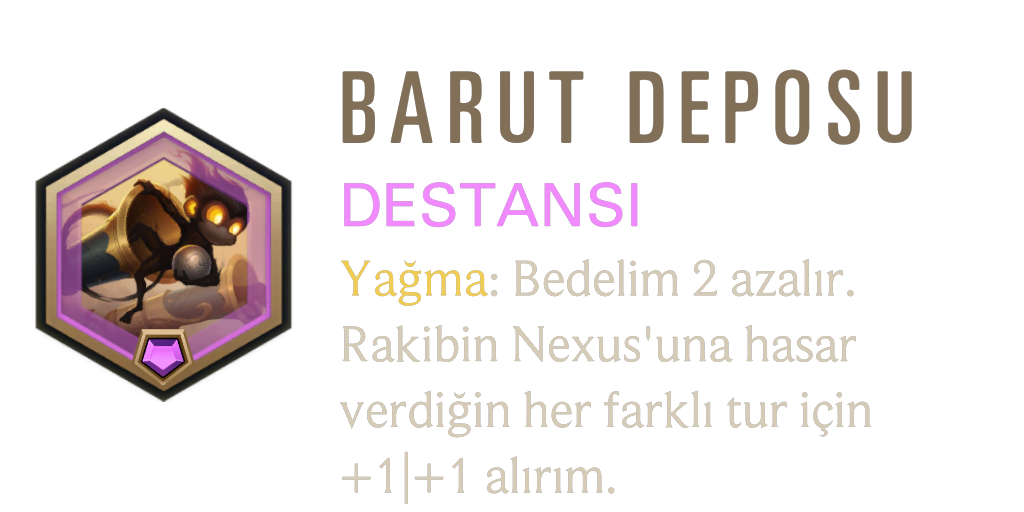 BARUT DEPOSU
DESTANSI
Yağma: Bedelim 2 azalır.
Rakibin Nexus'una hasar
verdiğin her farklı tur için
+1|+1 alırım.